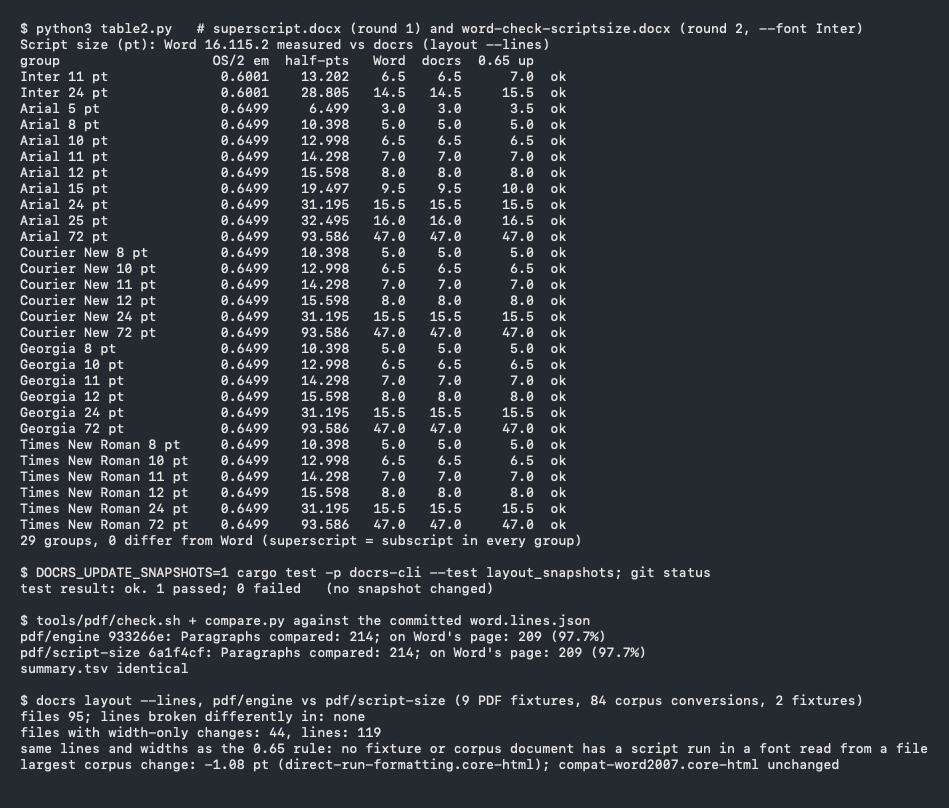 $ python3 table2.py   # superscript.docx (round 1) and word-check-scriptsize.docx (round 2, --font Inter)
Script size (pt): Word 16.115.2 measured vs docrs (layout --lines)
group                   OS/2 em  half-pts   Word  docrs  0.65 up
Inter 11 pt              0.6001    13.202    6.5    6.5      7.0  ok
Inter 24 pt              0.6001    28.805   14.5   14.5     15.5  ok
Arial 5 pt               0.6499     6.499    3.0    3.0      3.5  ok
Arial 8 pt               0.6499    10.398    5.0    5.0      5.0  ok
Arial 10 pt              0.6499    12.998    6.5    6.5      6.5  ok
Arial 11 pt              0.6499    14.298    7.0    7.0      7.0  ok
Arial 12 pt              0.6499    15.598    8.0    8.0      8.0  ok
Arial 15 pt              0.6499    19.497    9.5    9.5     10.0  ok
Arial 24 pt              0.6499    31.195   15.5   15.5     15.5  ok
Arial 25 pt              0.6499    32.495   16.0   16.0     16.5  ok
Arial 72 pt              0.6499    93.586   47.0   47.0     47.0  ok
Courier New 8 pt         0.6499    10.398    5.0    5.0      5.0  ok
Courier New 10 pt        0.6499    12.998    6.5    6.5      6.5  ok
Courier New 11 pt        0.6499    14.298    7.0    7.0      7.0  ok
Courier New 12 pt        0.6499    15.598    8.0    8.0      8.0  ok
Courier New 24 pt        0.6499    31.195   15.5   15.5     15.5  ok
Courier New 72 pt        0.6499    93.586   47.0   47.0     47.0  ok
Georgia 8 pt             0.6499    10.398    5.0    5.0      5.0  ok
Georgia 10 pt            0.6499    12.998    6.5    6.5      6.5  ok
Georgia 11 pt            0.6499    14.298    7.0    7.0      7.0  ok
Georgia 12 pt            0.6499    15.598    8.0    8.0      8.0  ok
Georgia 24 pt            0.6499    31.195   15.5   15.5     15.5  ok
Georgia 72 pt            0.6499    93.586   47.0   47.0     47.0  ok
Times New Roman 8 pt     0.6499    10.398    5.0    5.0      5.0  ok
Times New Roman 10 pt    0.6499    12.998    6.5    6.5      6.5  ok
Times New Roman 11 pt    0.6499    14.298    7.0    7.0      7.0  ok
Times New Roman 12 pt    0.6499    15.598    8.0    8.0      8.0  ok
Times New Roman 24 pt    0.6499    31.195   15.5   15.5     15.5  ok
Times New Roman 72 pt    0.6499    93.586   47.0   47.0     47.0  ok
29 groups, 0 differ from Word (superscript = subscript in every group)

$ DOCRS_UPDATE_SNAPSHOTS=1 cargo test -p docrs-cli --test layout_snapshots; git status
test result: ok. 1 passed; 0 failed   (no snapshot changed)

$ tools/pdf/check.sh + compare.py against the committed word.lines.json
pdf/engine 933266e: Paragraphs compared: 214; on Word's page: 209 (97.7%)
pdf/script-size 6a1f4cf: Paragraphs compared: 214; on Word's page: 209 (97.7%)
summary.tsv identical

$ docrs layout --lines, pdf/engine vs pdf/script-size (9 PDF fixtures, 84 corpus conversions, 2 fixtures)
files 95; lines broken differently in: none
files with width-only changes: 44, lines: 119
same lines and widths as the 0.65 rule: no fixture or corpus document has a script run in a font read from a file
largest corpus change: -1.08 pt (direct-run-formatting.core-html); compat-word2007.core-html unchanged